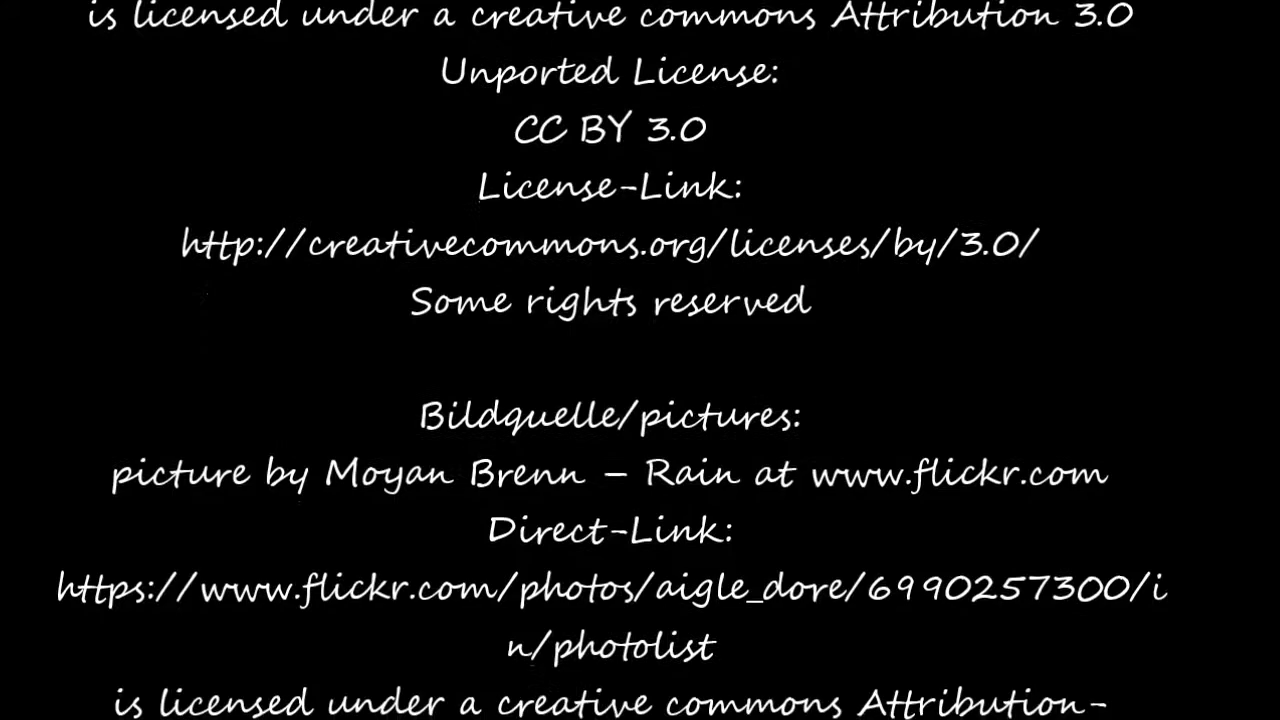 is licensed under a creative commons Attribution 3.0
Unported License:
CC BY 3.0
License-Link:
http://creativecommons.org/licenses/by/3.0/
Some rights reserved
Bildquelle/pictures:
picture by Moyan Brenn – Rain at www.flickr.com
Direct-Link:
https://www.flickr.com/photos/aigle_dore/6990257300/i
n/photolist
is licensed under a creative commons Attribution-